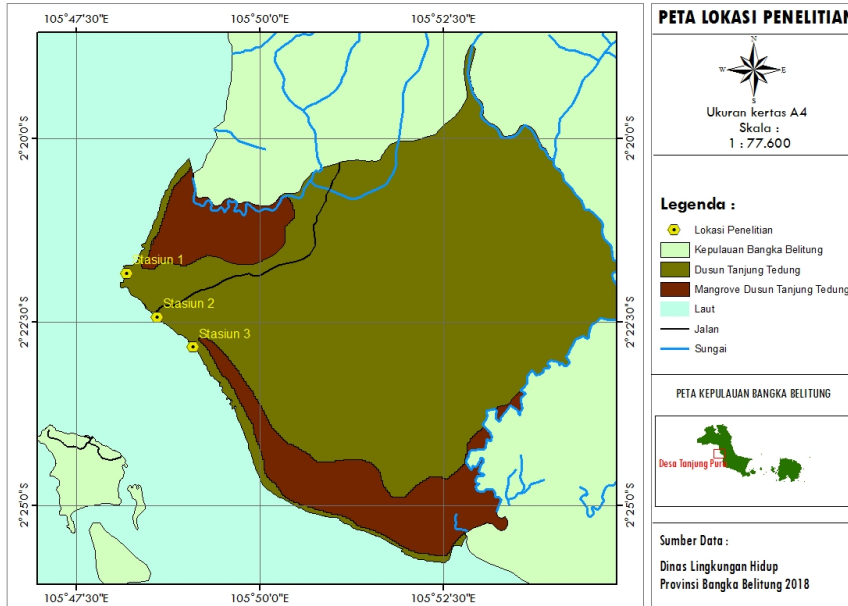 105°47'30"E
105°50'0"E
105°52'30"E
2°20'0"S
2°20'0"S
Stasiun 1
Stasiun 2
Stasiun 3
2°22'30"S
2°22'30"S
2°25'0"S
2°25'0"S
105°47'30"E
105°50'0"E
105°52'30"E
PETA LOKASI PENELITIAN
N
W
E
S
Ukuran kertas A4
Skala :
1 : 77.600
Legenda :
Lokasi Penelitian
Kepulauan Bangka Belitung
Dusun Tanjung Tedung
Mangrove Dusun Tanjung Tedung
Laut
Jalan
Sungai
PETA KEPULAUAN BANGKA BELITUNG
Desa Tanjung Pura
Sumber Data :
Dinas Lingkungan Hidup
Provinsi Bangka Belitung 2018